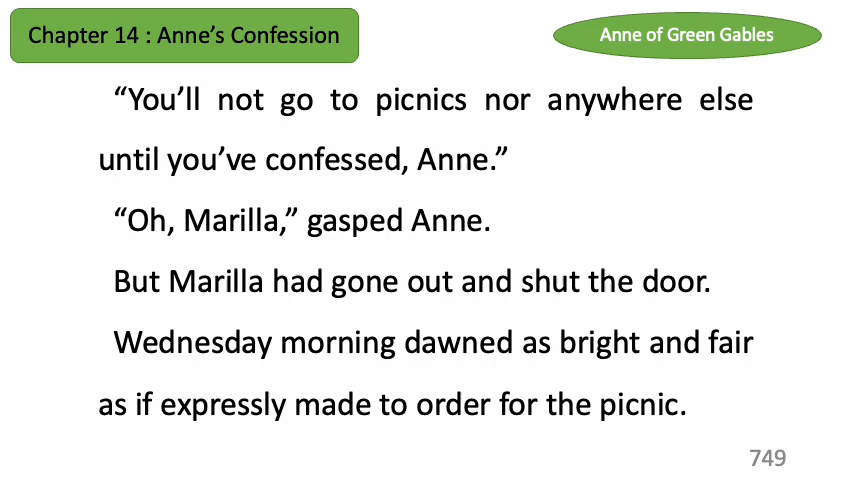 Chapter 14 : Anne’s Confession
Anne of Green Gables
“You’ll not go to picnics nor anywhere else
until you’ve confessed, Anne.”
“Oh, Marilla,” gasped Anne.
But Marilla had gone out and shut the door.
Wednesday morning dawned as bright and fair
as if expressly made to order for the picnic.
749